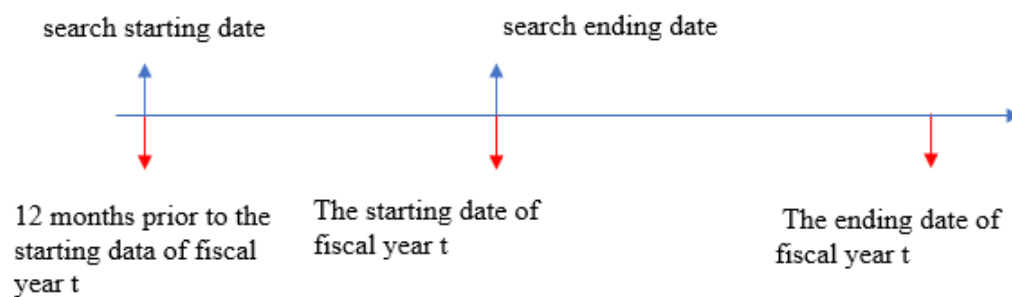 search starting date
search ending date
12 months prior to the
starting data of fiscal
year t
The starting date of
fiscal year t
The ending date of
fiscal year t